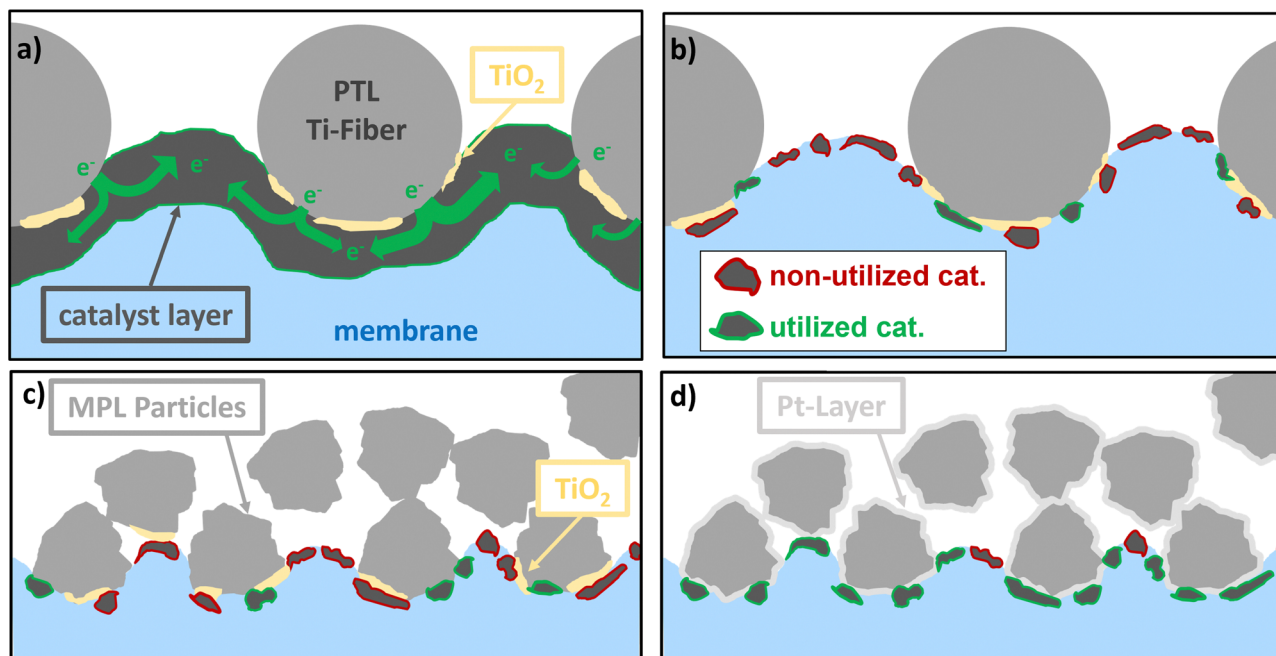 a)
PTL
Ti-Fiber
TiO2
e-
e-
e-
e-
e-
e-
e-
catalyst layer
membrane
b)
non-utilized cat.
utilized cat.
c)
MPL Particles
TiO2
d)
Pt-Layer